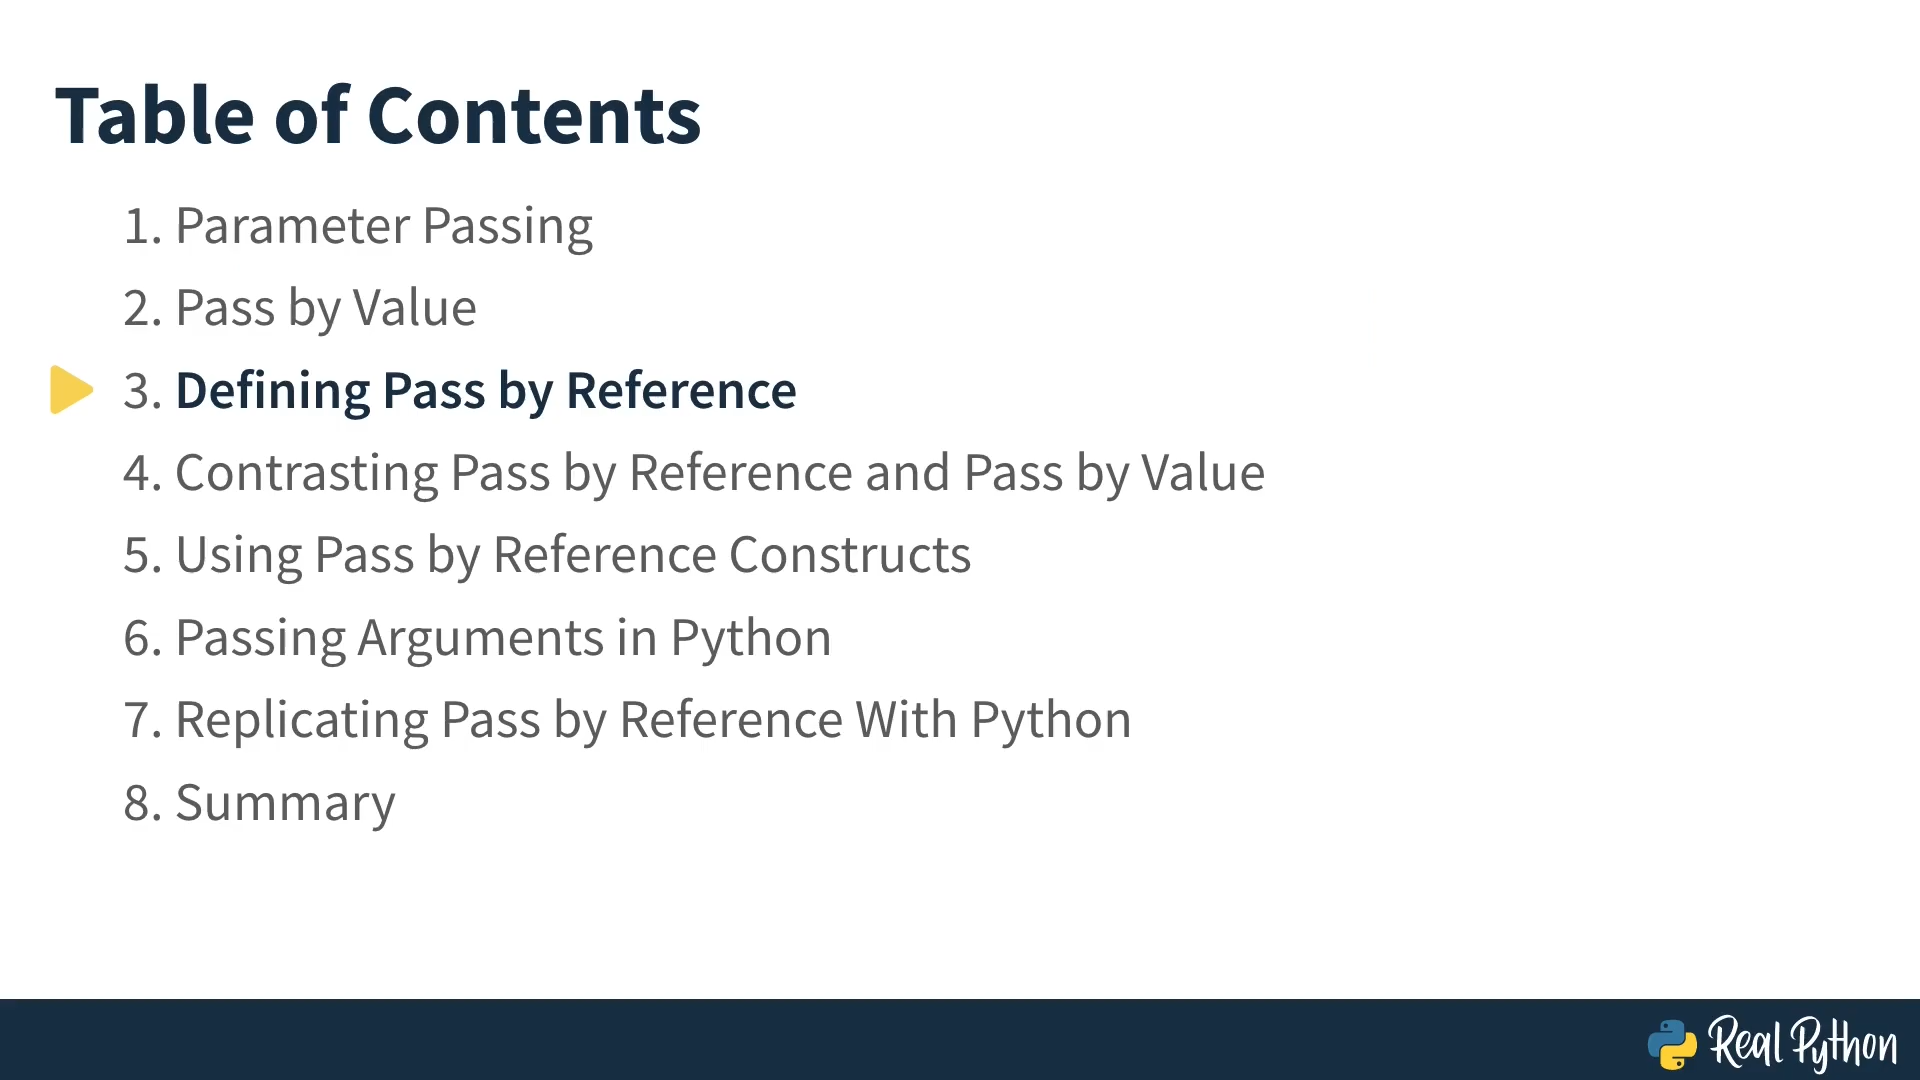 Table of Contents
1. Parameter Passing
2. Pass by Value
3. Defining Pass by Reference
4. Contrasting Pass by Reference and Pass by Value
5. Using Pass by Reference Constructs
6. Passing Arguments in Python
7. Replicating Pass by Reference With Python
8. Summary
Real Python